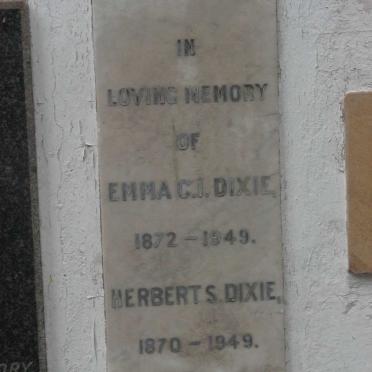 IN
LOVING MEMORY
OF
EMMA C.I. DIXIE,
1872 - 1949.
HERBERT S. DIXIE,
1870 - 1949.